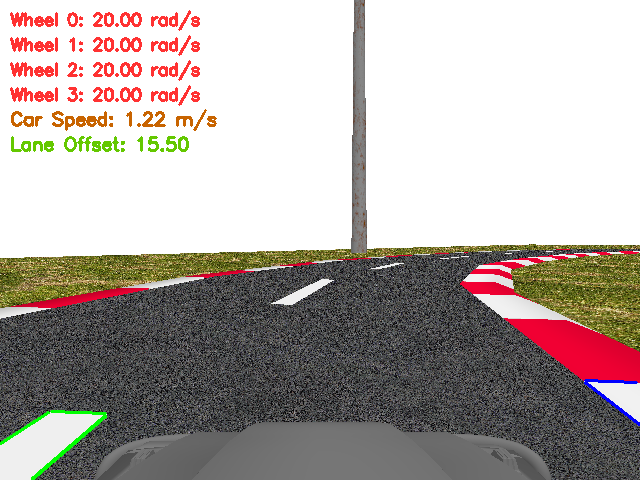 Wheel 0: 20.00 rad/s
Wheel 1: 20.00 rad/s
Wheel 2: 20.00 rad/s
Wheel 3: 20.00 rad/s
Car Speed: 1.22 m/s
Lane Offset: 15.50